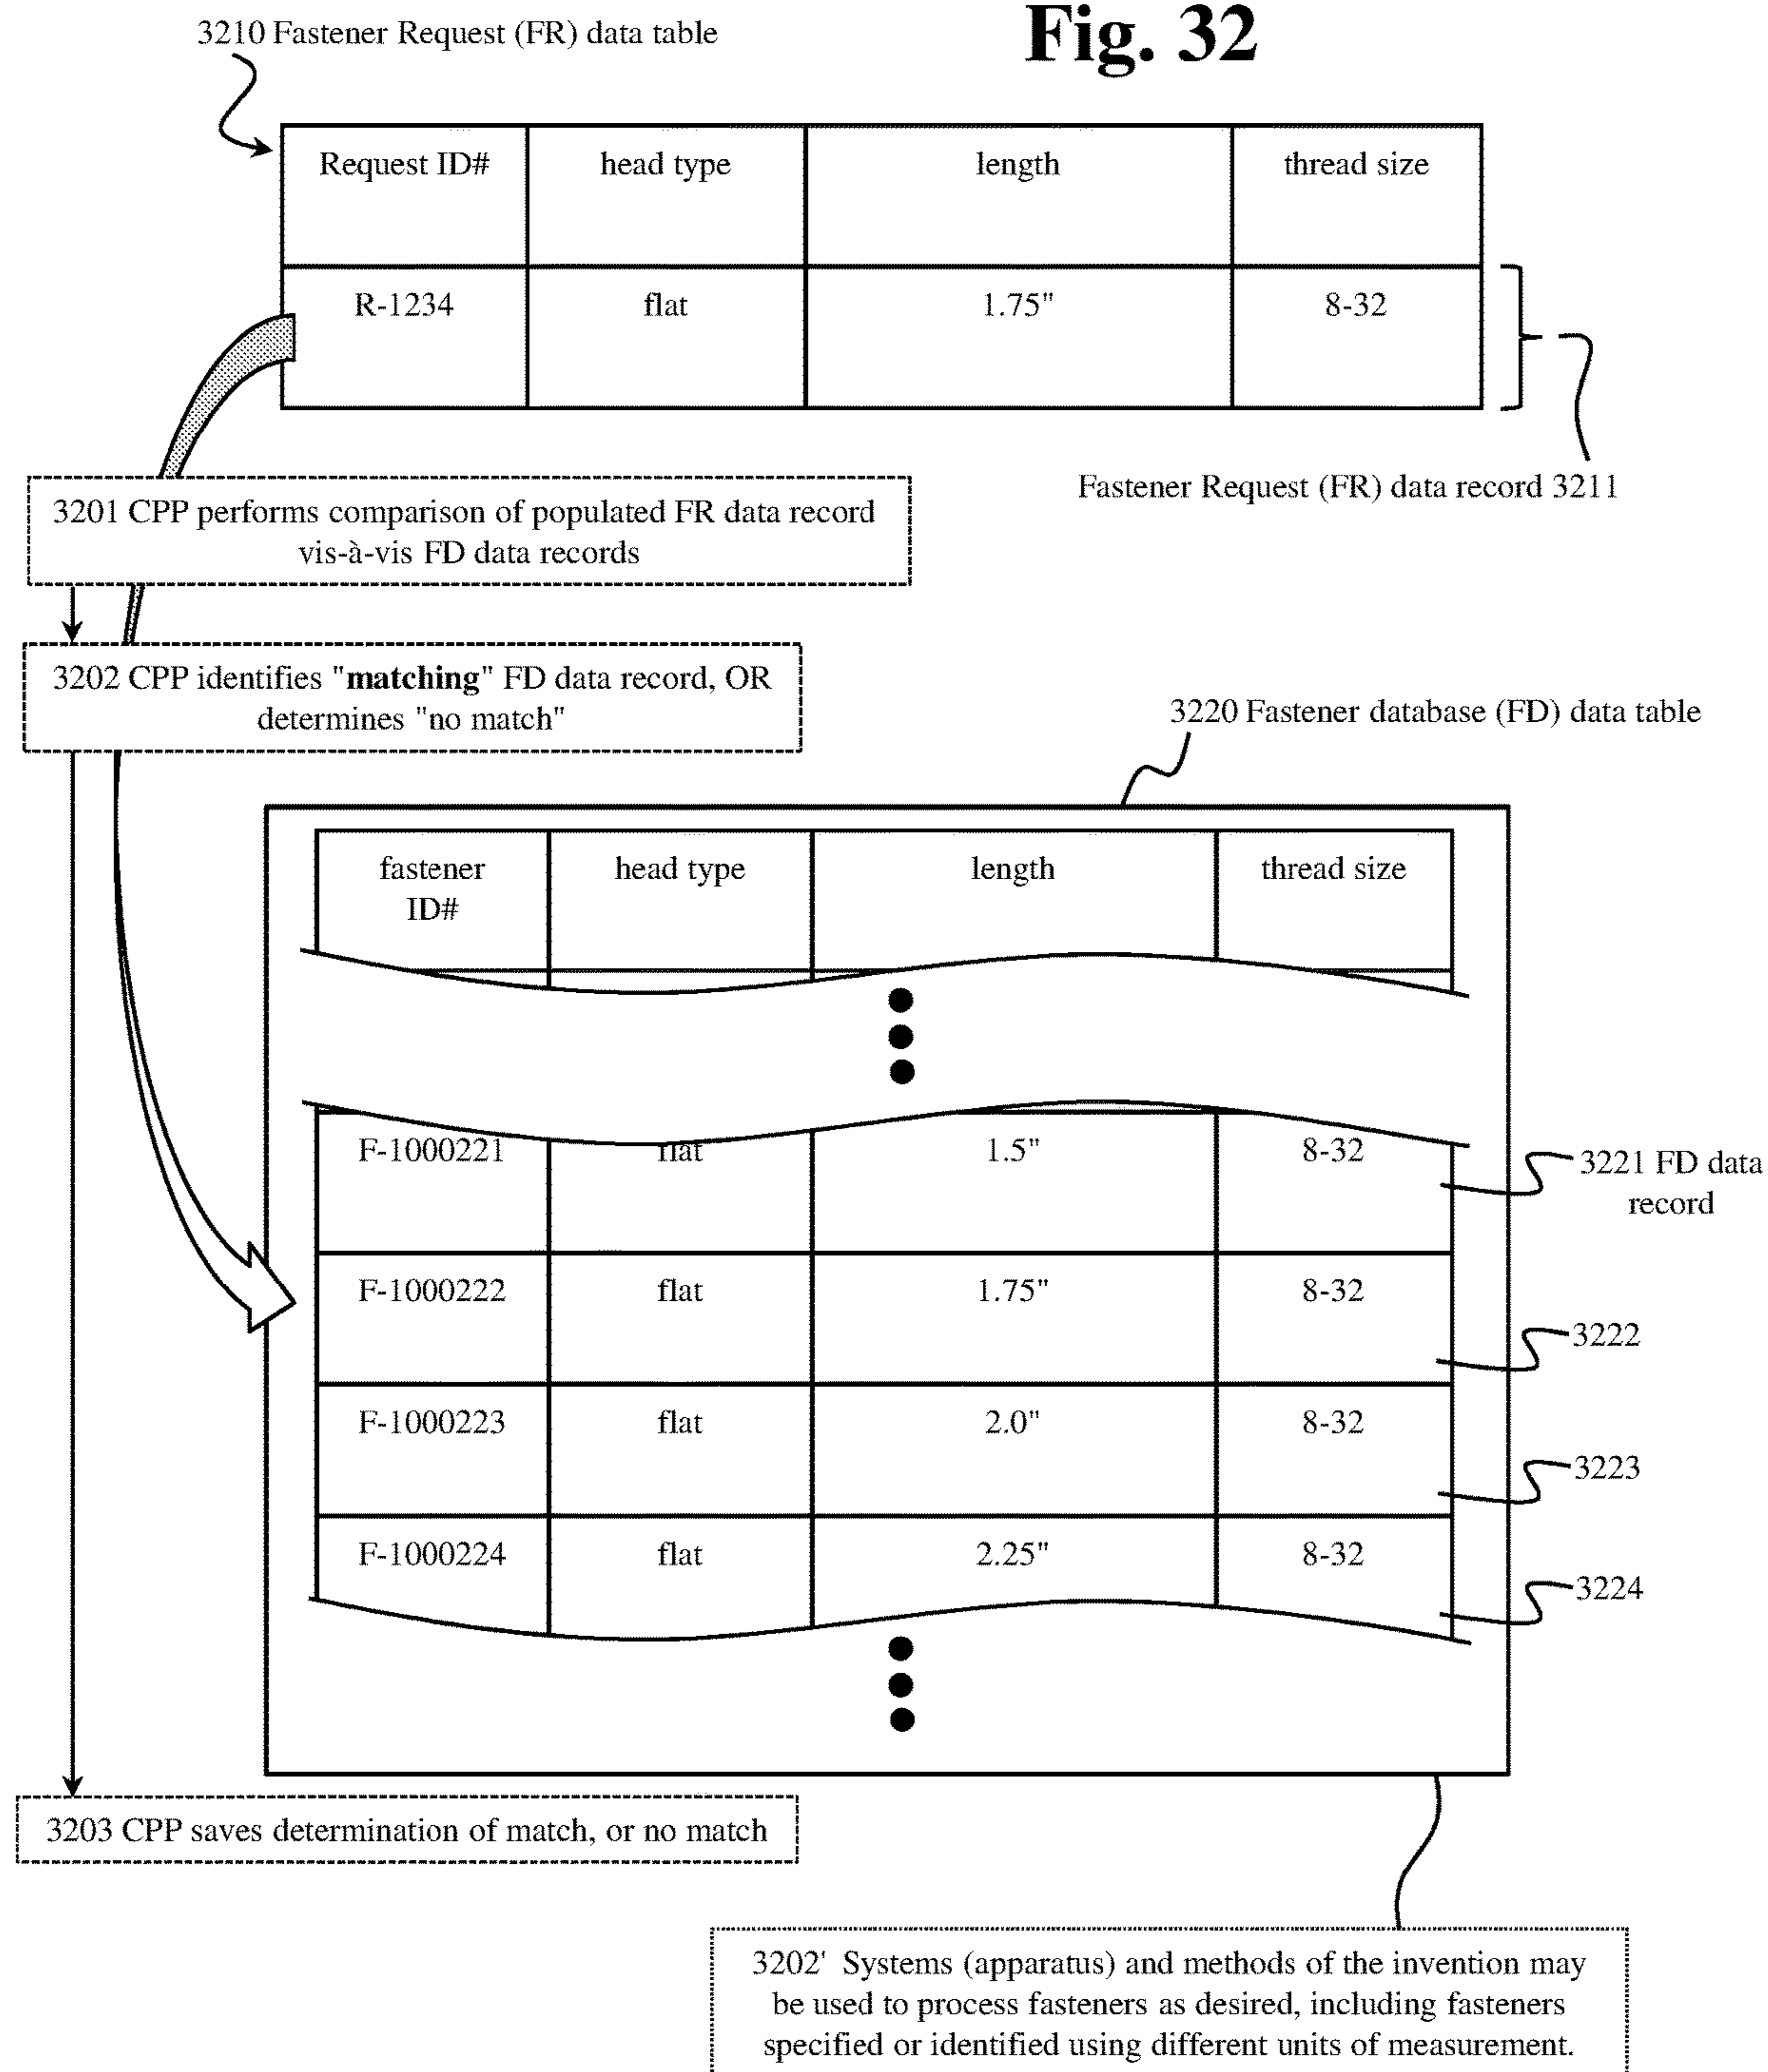 Fig. 32
3210 Fastener Request (FR) data table
Request ID# head type length thread size
R-1234 flat 1.75" 8-32
Fastener Request (FR) data record 3211
3201 CPP performs comparison of populated FR data record
vis-à-vis FD data records
3202 CPP identifies "matching" FD data record, OR
determines "no match"
3220 Fastener database (FD) data table
fastener head type length thread size
ID#
F-1000221 flat 1.5" 8-32
3221 FD data
record
F-1000222 flat 1.75" 8-32
3222
F-1000223 flat 2.0" 8-32
3223
F-1000224 flat 2.25" 8-32
3224
3203 CPP saves determination of match, or no match
3202' Systems (apparatus) and methods of the invention may
be used to process fasteners as desired, including fasteners
specified or identified using different units of measurement.